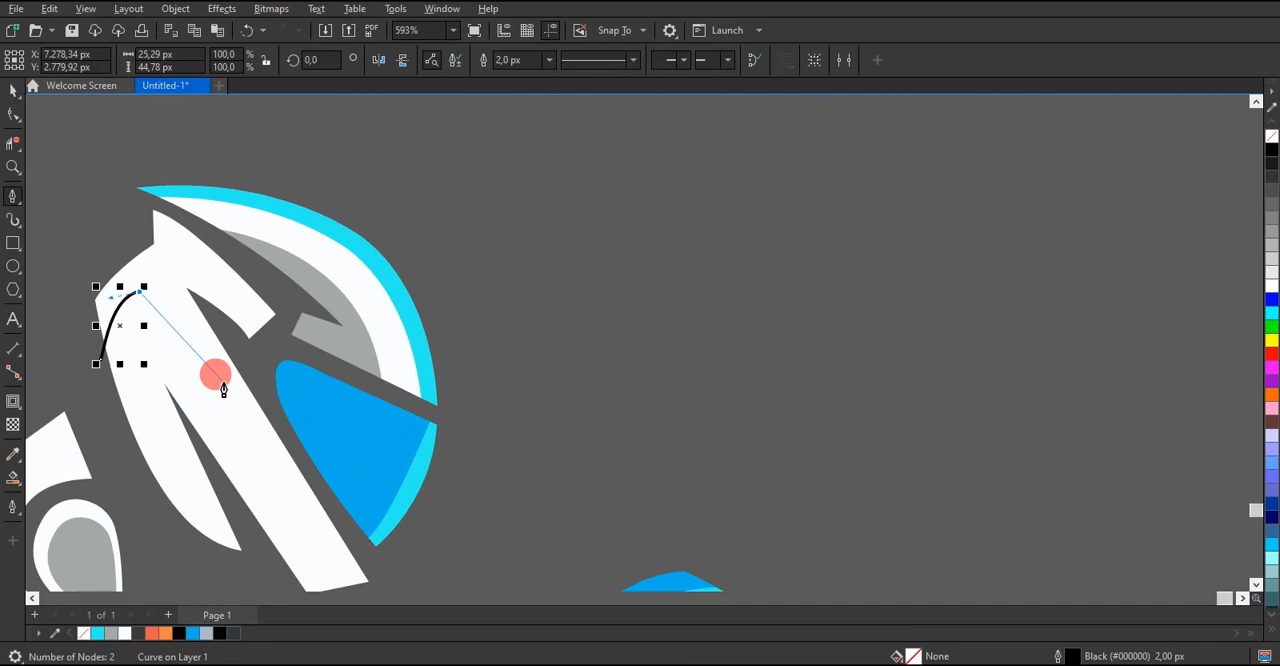 File Edit View Layout Object Effects Bitmaps Text Table Tools Window Help
PDF 593% Snap To Launch
X: 7.278,34 px 25,29 px 100,0 %
Y: 2.779,92 px 44,78 px 100,0 % 0,0 2,0 px
Welcome Screen Untitled-1*
1 of 1 Page 1
Number of Nodes: 2 Curve on Layer 1 None Black (#000000) 2,00 px